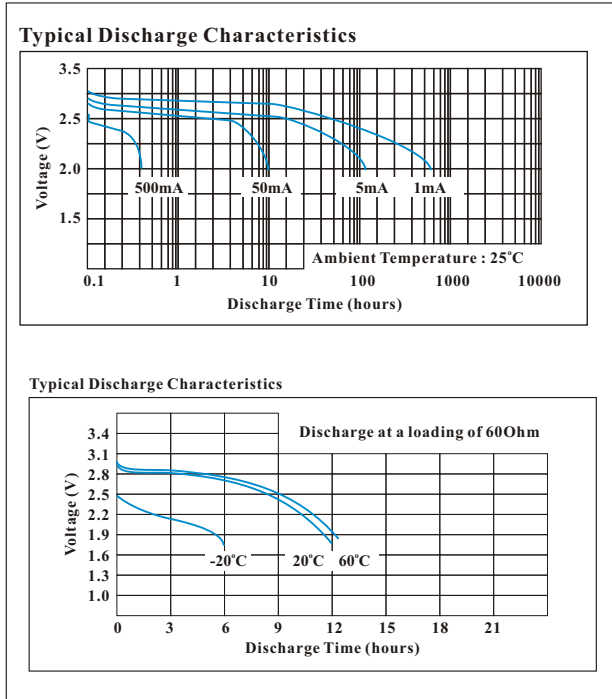 Typical Discharge Characteristics
3.5
2.5
2.0
1.5
Voltage (V)
500mA 50mA 5mA 1mA
Ambient Temperature : 25°C
0.1 1 10 100 1000 10000
Discharge Time (hours)
Typical Discharge Characteristics
3.4
3.1
2.8
2.5
2.2
1.9
1.6
1.3
1.0
Voltage (V)
Discharge at a loading of 60Ohm
-20°C 20°C 60°C
0 3 6 9 12 18 21
Discharge Time (hours)